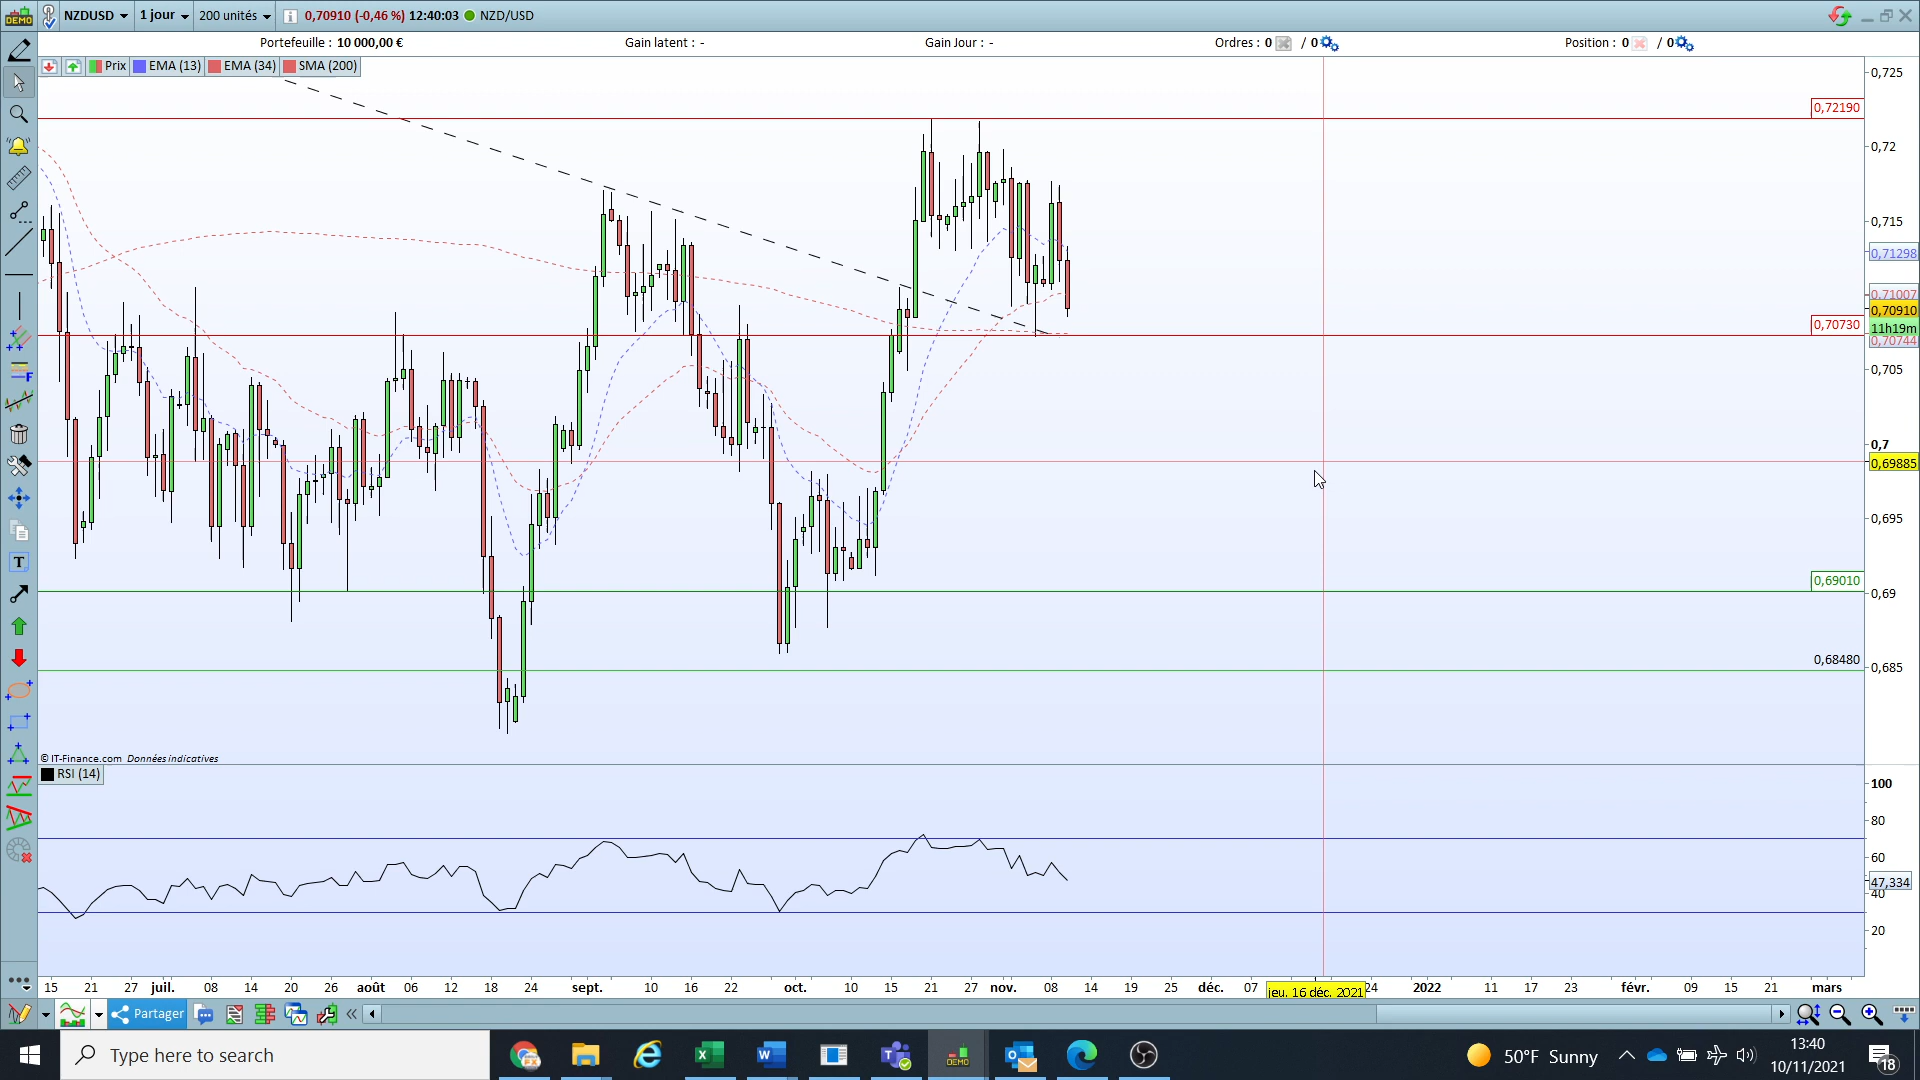 DEMO NZDUSD 1 jour 200 unités 0,70910 (-0,46 %) 12:40:03 NZD/USD
Portefeuille : 10 000,00 € Gain latent : - Gain Jour : - Ordres : 0 / 0 Position : 0 / 0
Prix EMA (13) EMA (34) SMA (200)
0,725
0,72190
0,72
0,715
0,71298
0,71007
0,70910
0,70730 11h19m
0,70744
0,705
0,7
0,69885
0,695
0,69010
0,69
0,68480
0,685
© IT-Finance.com Données indicatives
RSI (14)
100
80
60
47,334
40
20
15 21 27 juil. 08 14 20 26 août 06 12 18 24 sept. 10 16 22 oct. 10 15 21 27 nov. 08 14 19 25 déc. 07 jeu. 16 déc. 2021 24 2022 11 17 23 févr. 09 15 21 mars
Partager
Type here to search
DEMO
50°F Sunny
13:40
10/11/2021
18